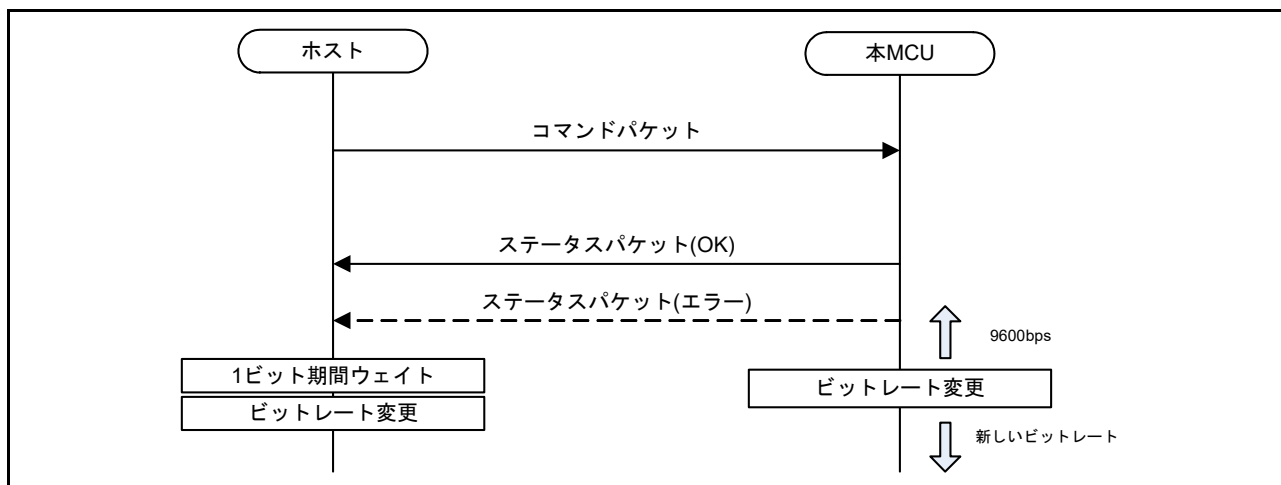 ホスト
本MCU
コマンドパケット
ステータスパケット(OK)
ステータスパケット(エラー)
9600bps
1ビット期間ウェイト
ビットレート変更
ビットレート変更
新しいビットレート